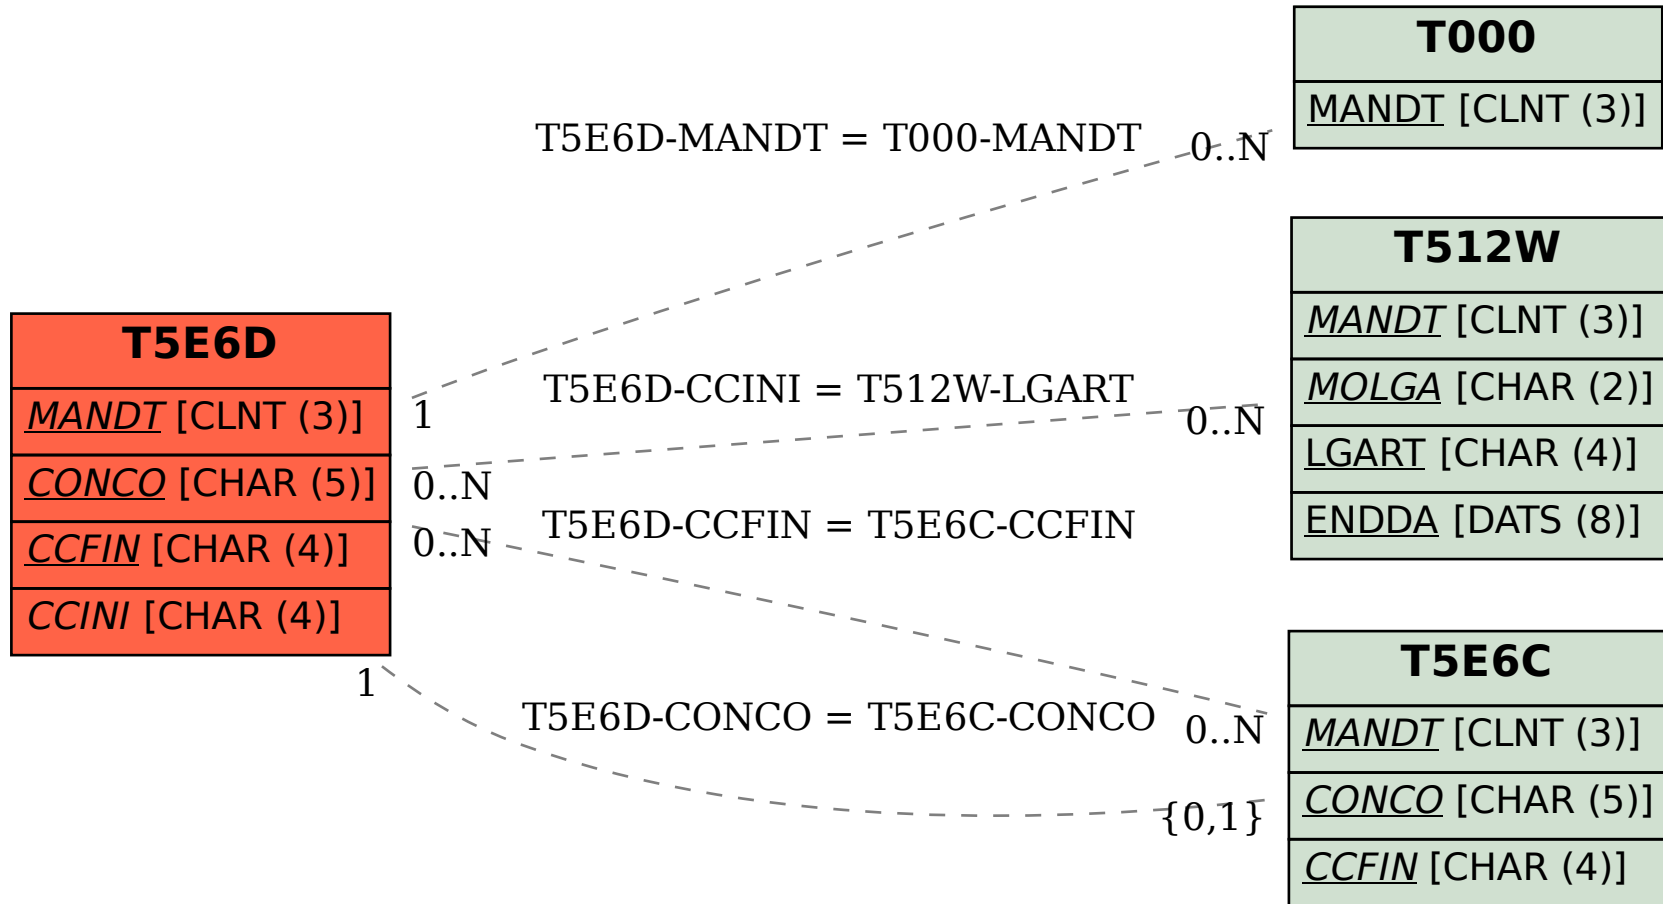 T000
MANDT [CLNT (3)]
T5E6D-MANDT = T000-MANDT
0..N
T512W
MANDT [CLNT (3)]
MOLGA [CHAR (2)]
LGART [CHAR (4)]
ENDDA [DATS (8)]
T5E6D
MANDT [CLNT (3)]
CONCO [CHAR (5)]
CCFIN [CHAR (4)]
CCINI [CHAR (4)]
1
T5E6D-CCINI = T512W-LGART
0..N
0..N
T5E6D-CCFIN = T5E6C-CCFIN
0..N
0..N
1
T5E6D-CONCO = T5E6C-CONCO
{0,1}
T5E6C
MANDT [CLNT (3)]
CONCO [CHAR (5)]
CCFIN [CHAR (4)]